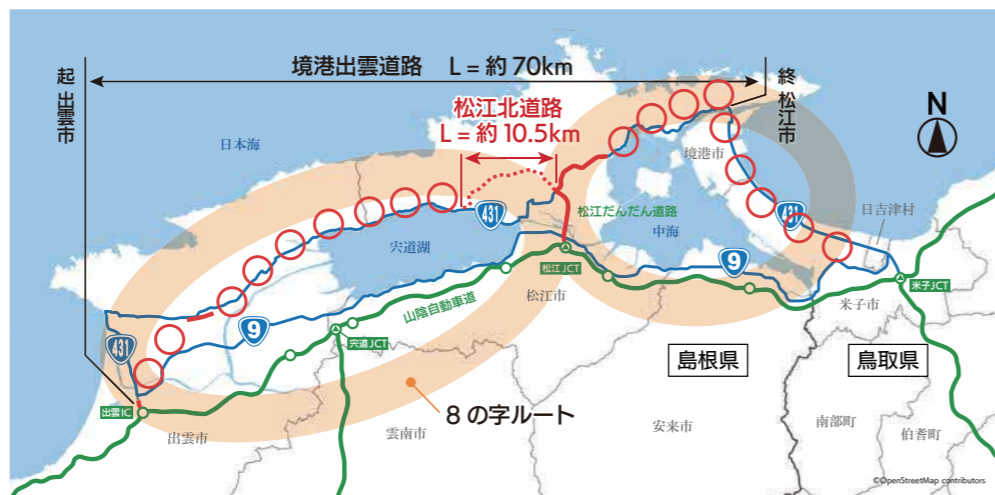 境港出雲道路 L = 約 70km
起 出雲市
終 松江市
松江北道路
L = 約 10.5km
N
日本海
境港市
431
松江だんだん道路
431
日吉津村
宍道湖
中海
9
松江JCT
松江市
米子JCT
山陰自動車道
米子市
431
9
宍道JCT
島根県
鳥取県
出雲IC
8の字ルート
出雲市
雲南市
安来市
南部町
伯耆町
©OpenStreetMap contributors